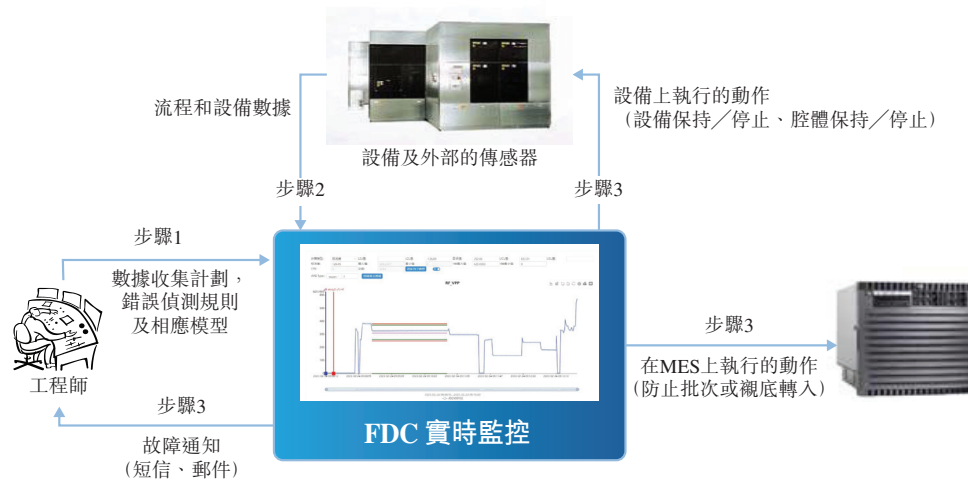 流程和設備數據
設備上執行的動作
（設備保持／停止、腔體保持／停止）
設備及外部的傳感器
步驟2
步驟3
步驟1
數據收集計劃，
錯誤偵測規則
及相應模型
工程師
RF_VPP
步驟3
在MES上執行的動作
（防止批次或襯底轉入）
步驟3
故障通知
（短信、郵件）
FDC 實時監控